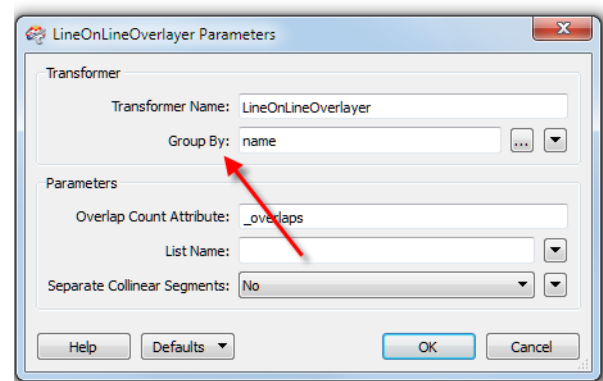 LineOnLineOverlayer Parameters
Transformer
Transformer Name: LineOnLineOverlayer
Group By: name ...
Parameters
Overlap Count Attribute: _overlaps
List Name:
Separate Collinear Segments: No
Help Defaults OK Cancel